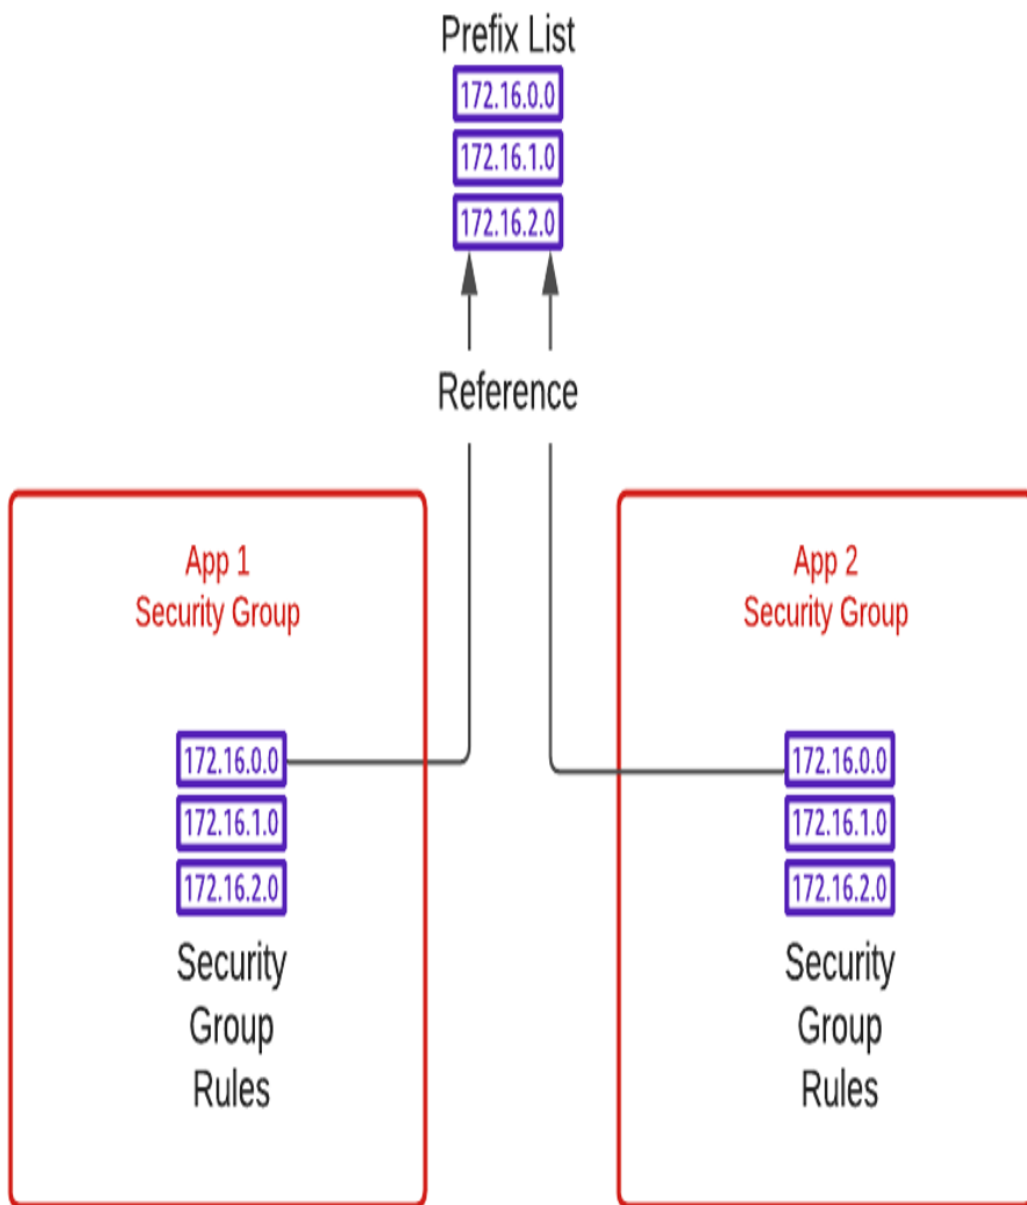 Prefix List
172.16.0.0
172.16.1.0
172.16.2.0
Reference
App 1
Security Group
172.16.0.0
172.16.1.0
172.16.2.0
Security
Group
Rules
App 2
Security Group
172.16.0.0
172.16.1.0
172.16.2.0
Security
Group
Rules